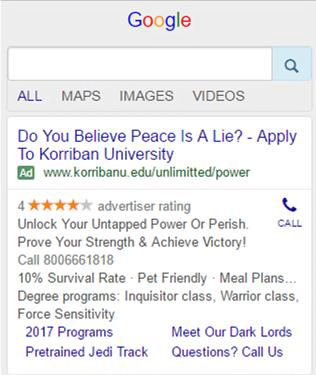 Google
ALL MAPS IMAGES VIDEOS
Do You Believe Peace Is A Lie? - Apply
To Korriban University
Ad www.korribanu.edu/unlimitted/power
4 ★★★★★ advertiser rating
CALL
Unlock Your Untapped Power Or Perish.
Prove Your Strength & Achieve Victory!
Call 8006661818
10% Survival Rate · Pet Friendly · Meal Plans...
Degree programs: Inquisitor class, Warrior class,
Force Sensitivity
2017 Programs Meet Our Dark Lords
Pretrained Jedi Track Questions? Call Us